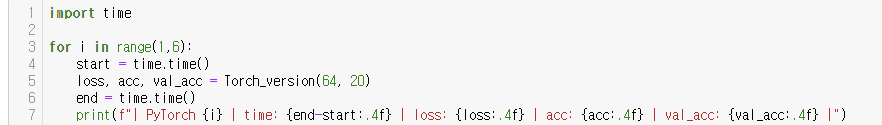 1 import time
2
3 for i in range(1,6):
4     start = time.time()
5     loss, acc, val_acc = Torch_version(64, 20)
6     end = time.time()
7     print(f"| PyTorch {i} | time: {end-start:.4f} | loss: {loss:.4f} | acc: {acc:.4f} | val_acc: {val_acc:.4f} |")